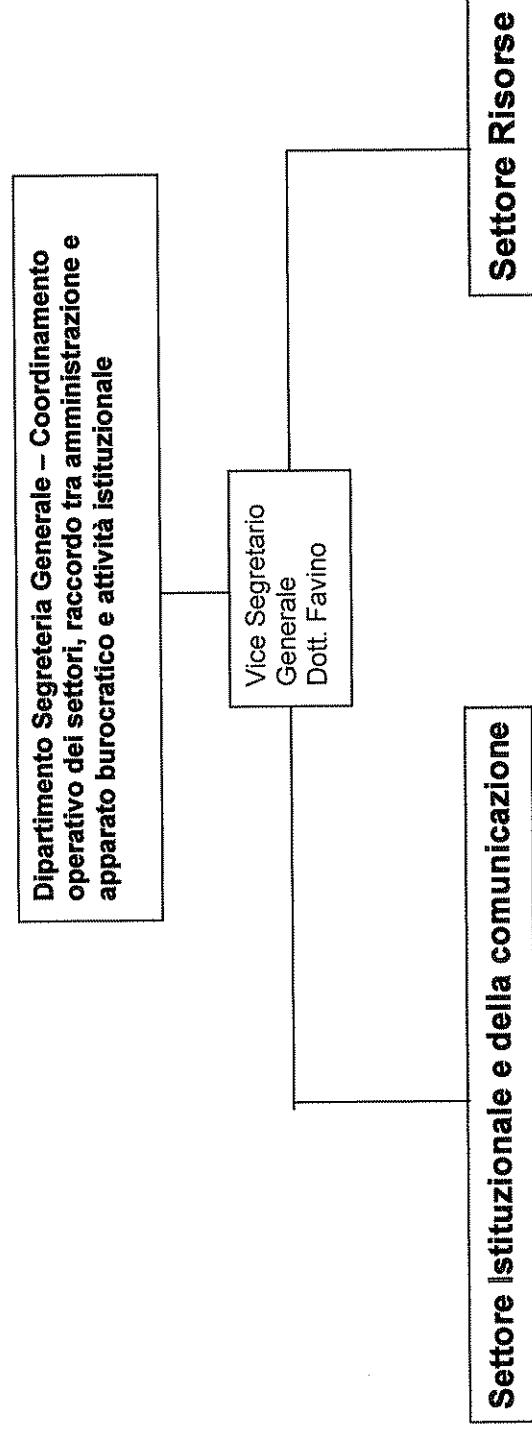 Dipartimento Segreteria Generale – Coordinamento
operativo dei settori, raccordo tra amministrazione e
apparato burocratico e attività istituzionale
Vice Segretario
Generale
Dott. Favino
Settore Istituzionale e della comunicazione
Settore Risorse